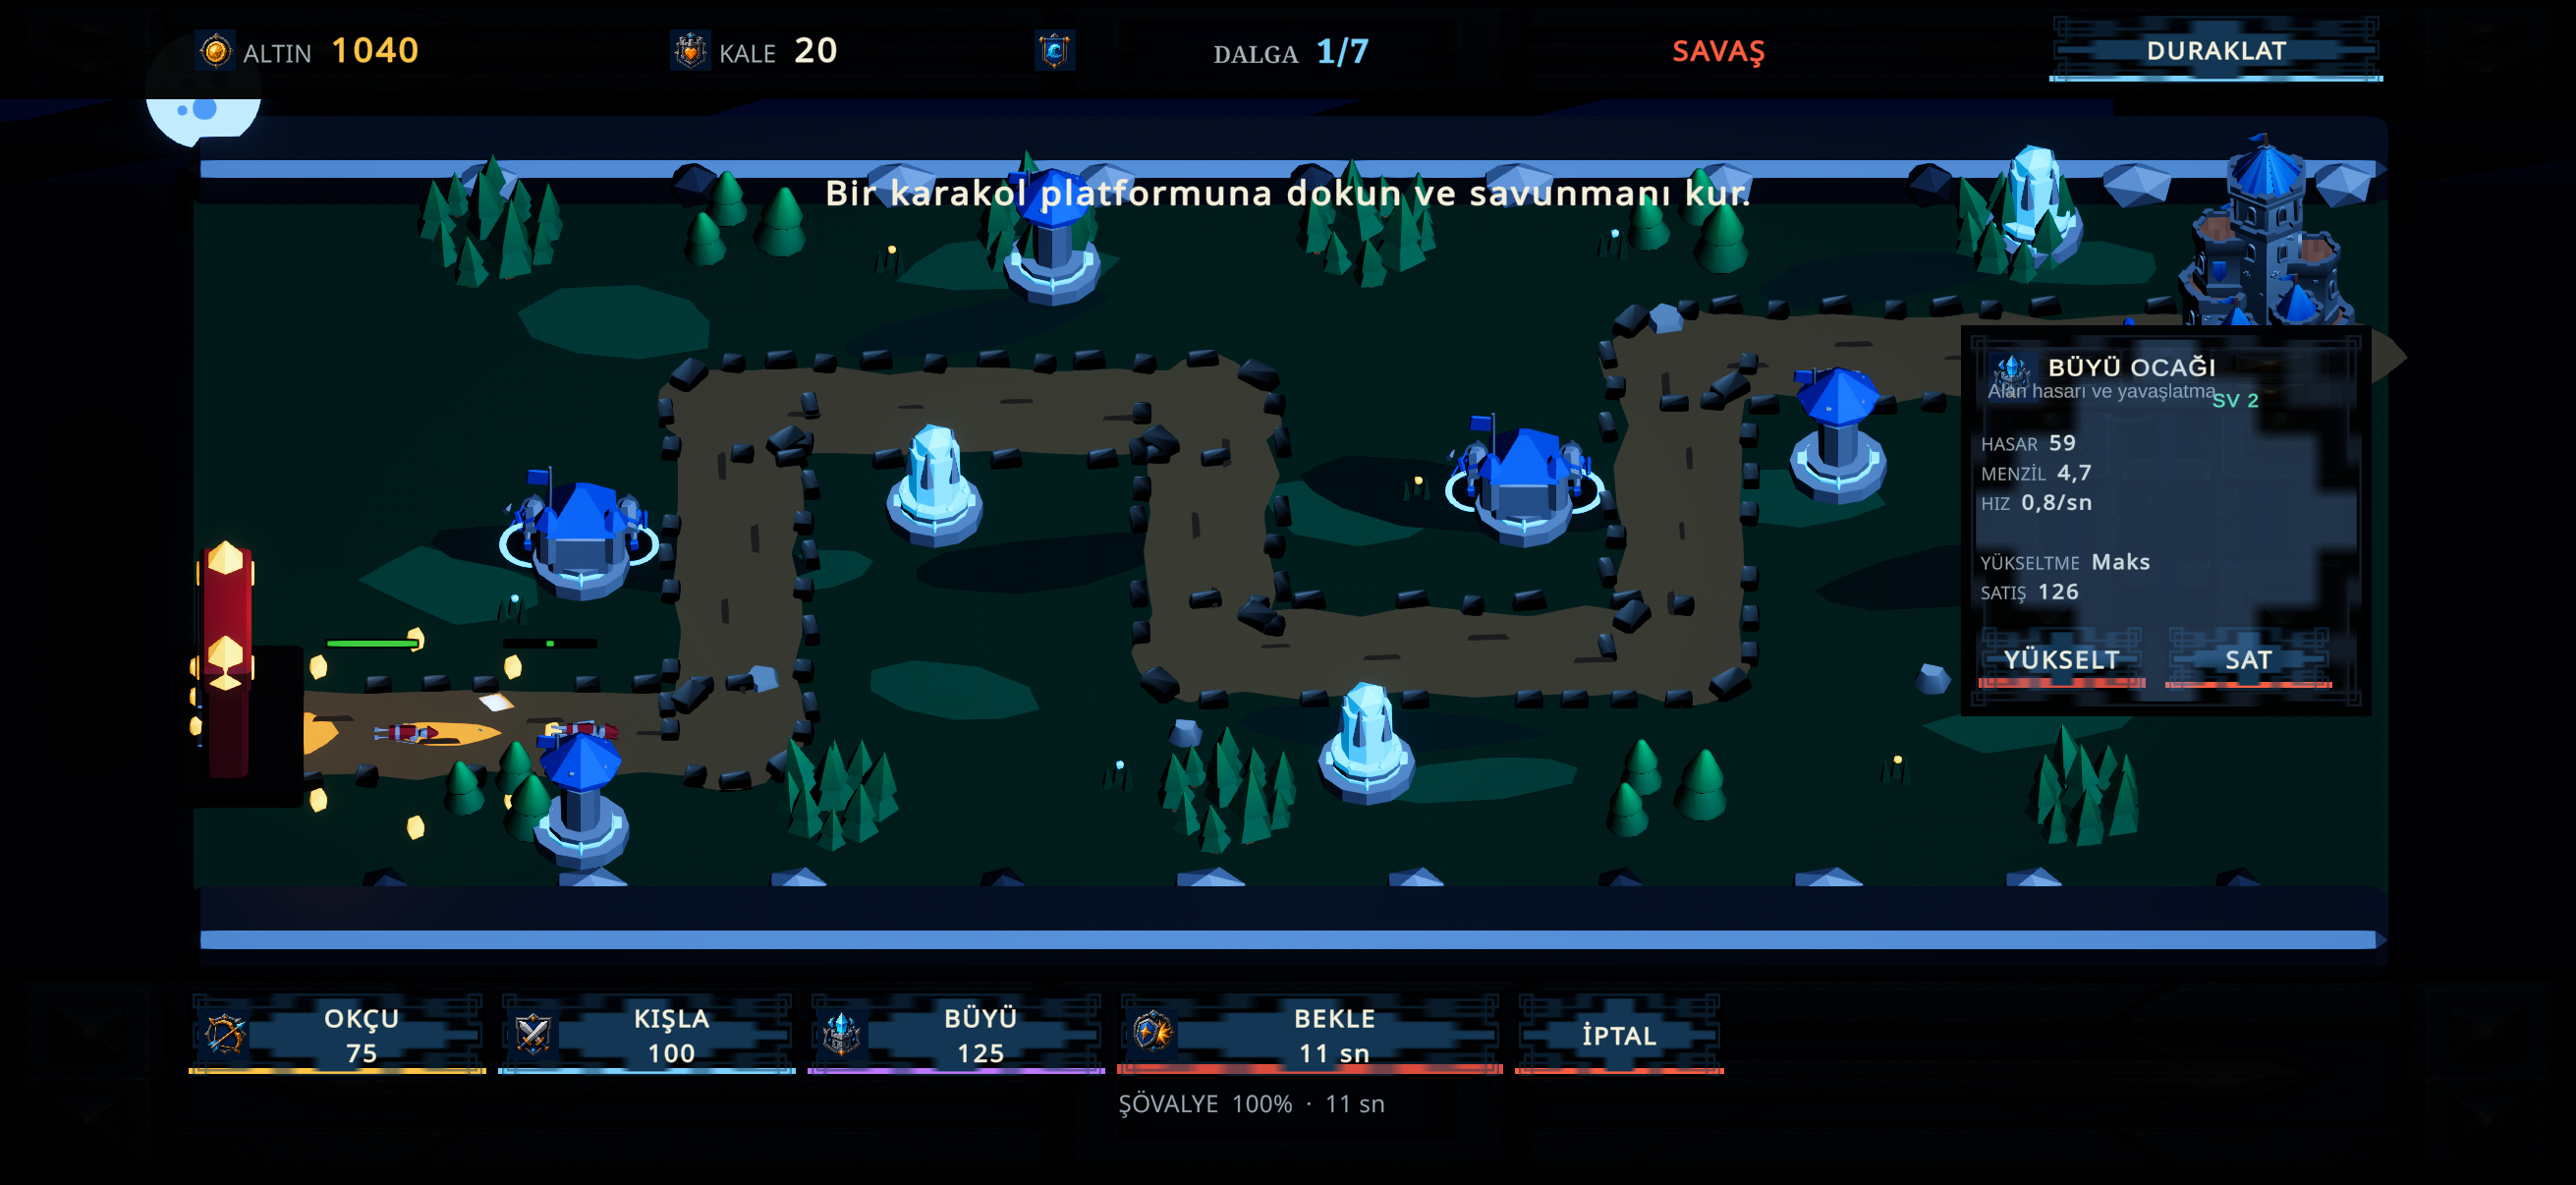 ALTIN 1040
KALE 20
DALGA 1/7
SAVAŞ
DURAKLAT
Bir karakol platformuna dokun ve savunmanı kur.
BÜYÜ OCAĞI
Alan hasarı ve yavaşlatma
SV 2
HASAR 59
MENZİL 4,7
HIZ 0,8/sn
YÜKSELTME Maks
SATIŞ 126
YÜKSELT
SAT
OKÇU
75
KIŞLA
100
BÜYÜ
125
BEKLE
11 sn
İPTAL
ŞÖVALYE 100% · 11 sn